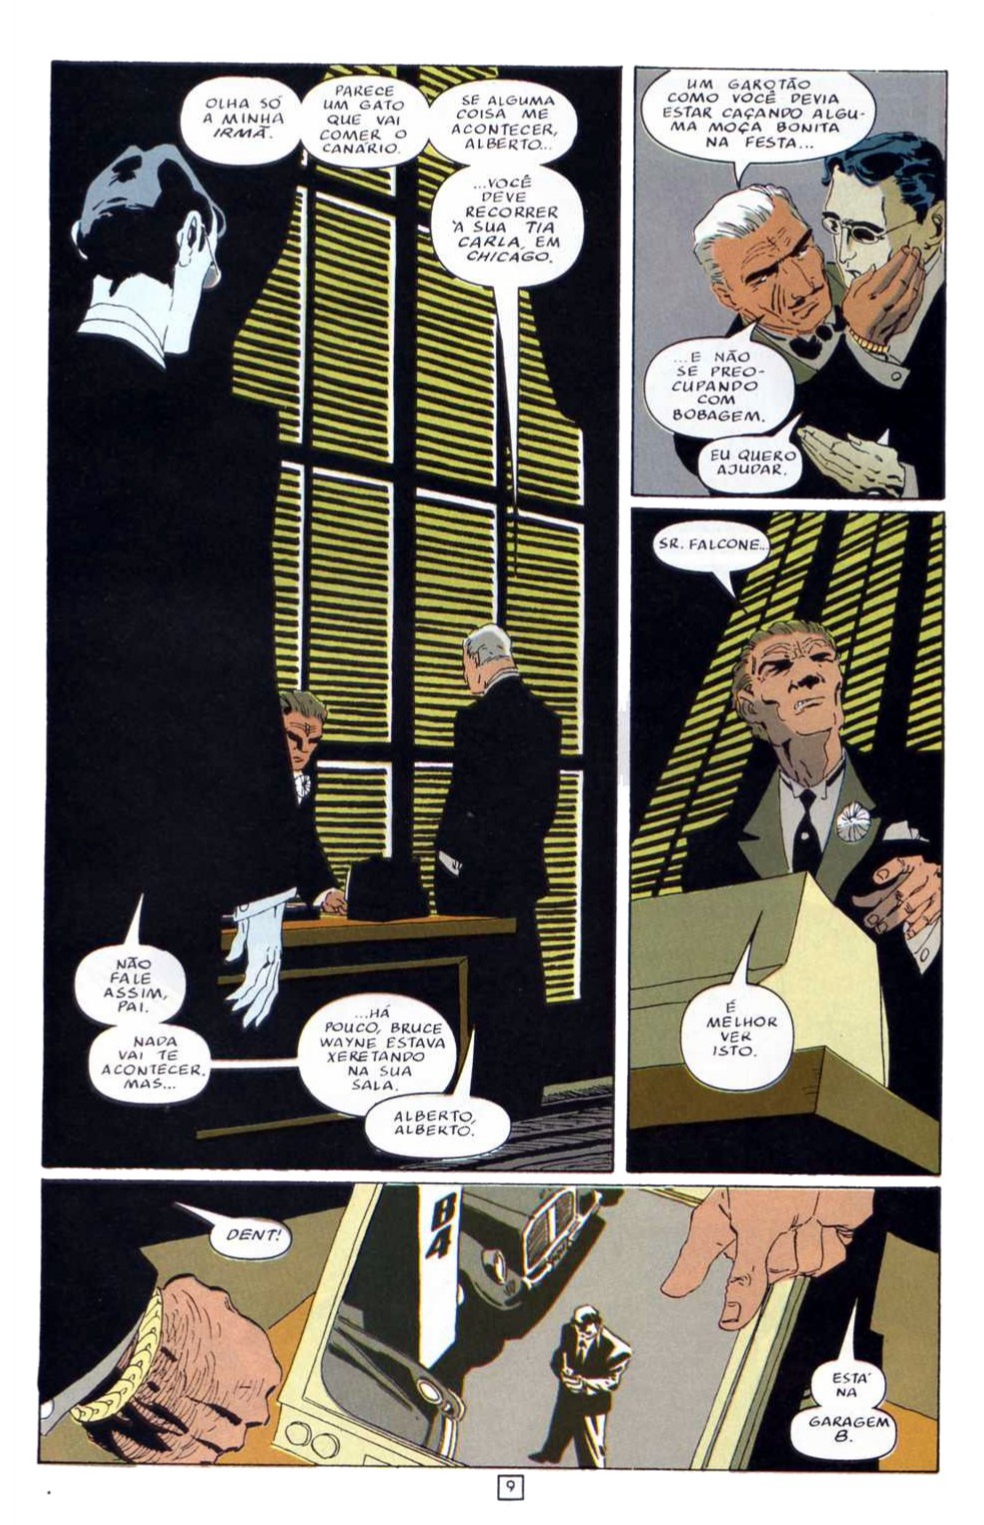 OLHA SÓ
A MINHA
IRMÃ.
PARECE
UM GATO
QUE VAI
COMER O
CANÁRIO.
SE ALGUMA
COISA ME
ACONTECER,
ALBERTO...
...VOCÊ
DEVE
RECORRER
À SUA TIA
CARLA, EM
CHICAGO.
NÃO
FALE
ASSIM,
PAI.
NADA
VAI TE
ACONTECER.
MAS...
...HÁ
POUCO, BRUCE
WAYNE ESTAVA
XERETANDO
NA SUA
SALA.
ALBERTO,
ALBERTO.
UM GAROTÃO
COMO VOCÊ DEVIA
ESTAR CAÇANDO ALGU-
MA MOÇA BONITA
NA FESTA...
...E NÃO
SE PREO-
CUPANDO
COM
BOBAGEM.
EU QUERO
AJUDAR.
SR. FALCONE...
É
MELHOR
VER
ISTO.
DENT!
B4
ESTÁ
NA
GARAGEM
B.
9